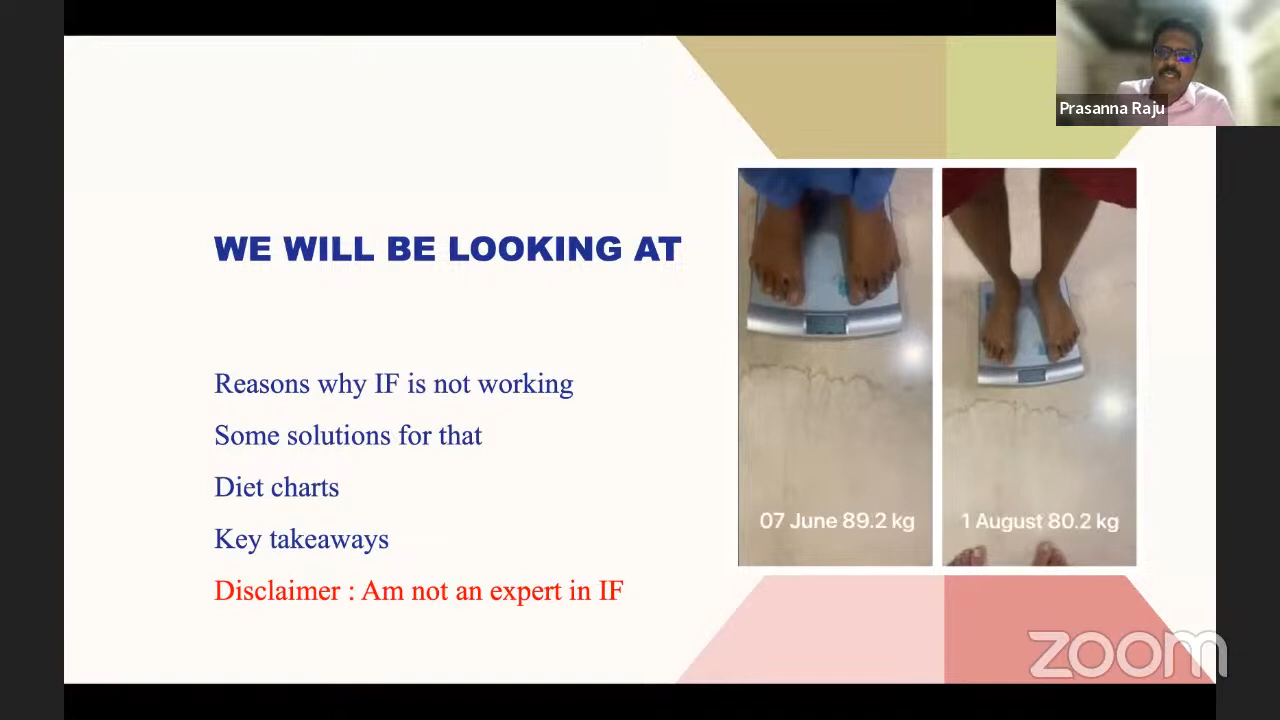 Prasanna Raju
WE WILL BE LOOKING AT
Reasons why IF is not working
Some solutions for that
Diet charts
Key takeaways
Disclaimer : Am not an expert in IF
07 June 89.2 kg
1 August 80.2 kg
zoom